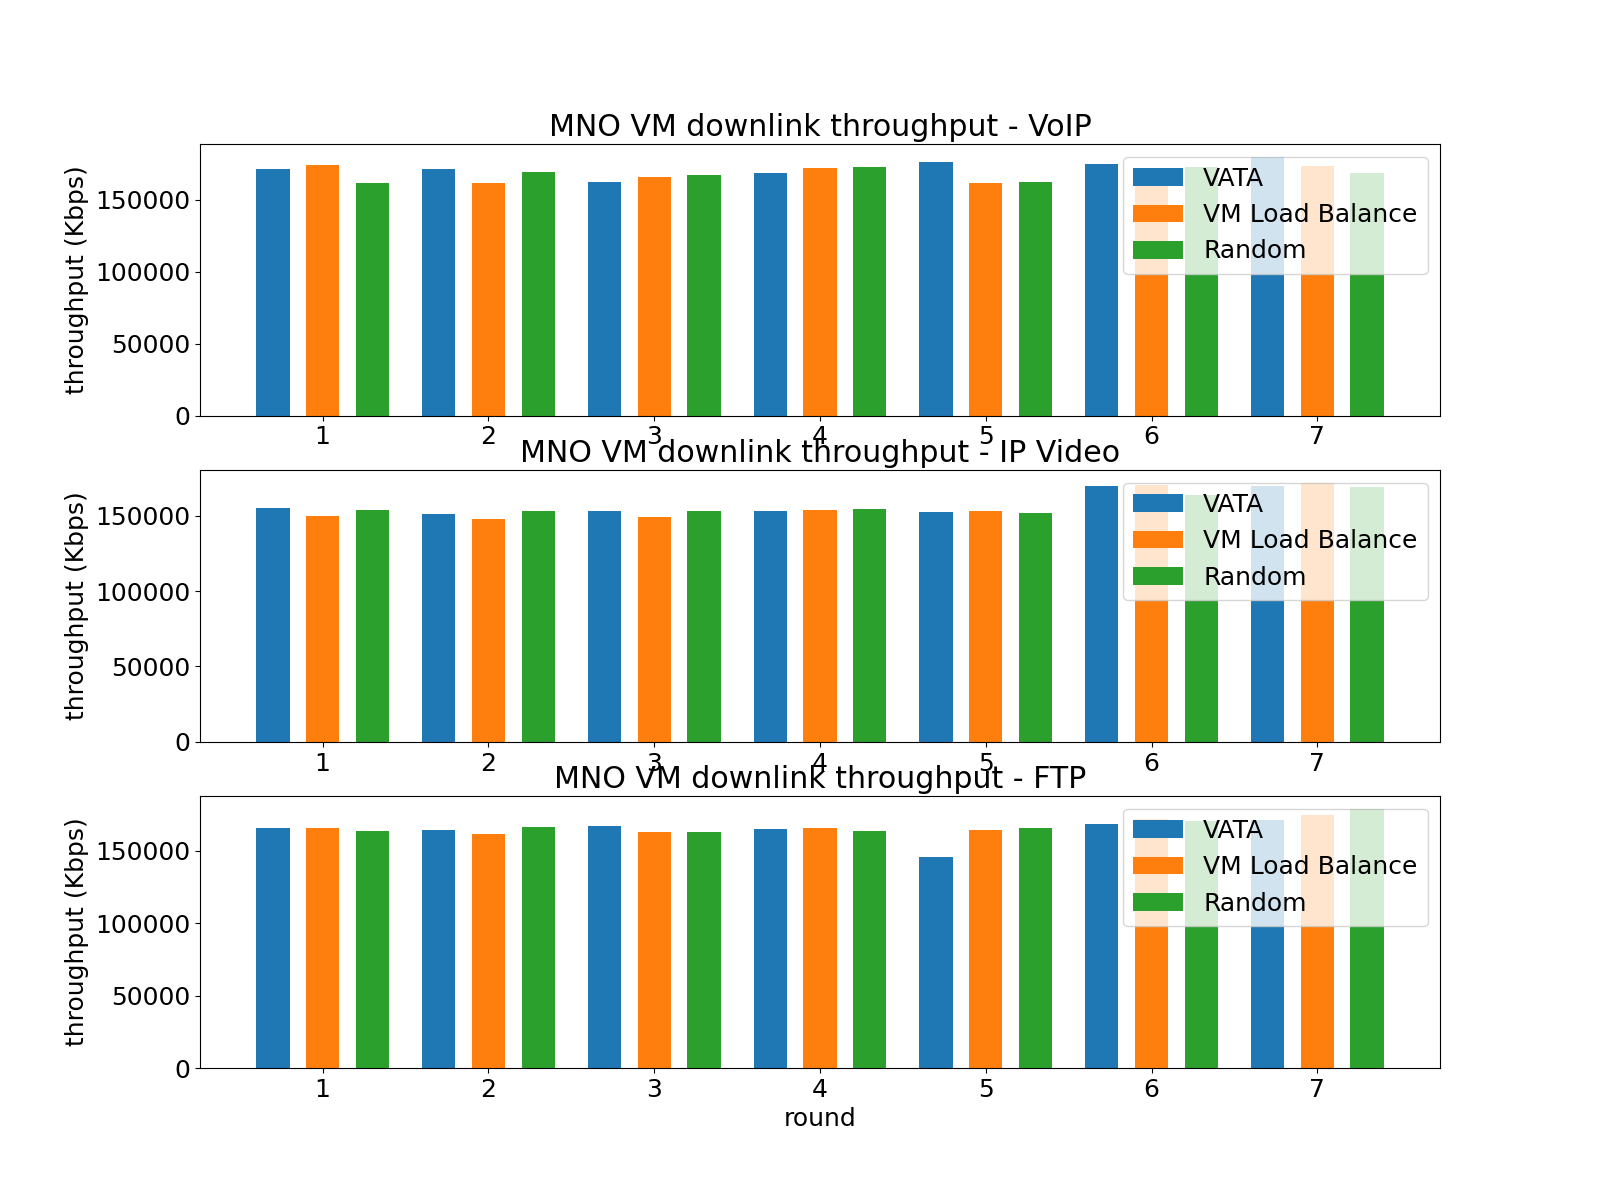 MNO VM downlink throughput - VoIP
throughput (Kbps)
150000
100000
50000
0
VATA
VM Load Balance
Random
1 2 3 4 5 6 7
MNO VM downlink throughput - IP Video
throughput (Kbps)
150000
100000
50000
0
VATA
VM Load Balance
Random
1 2 3 4 5 6 7
MNO VM downlink throughput - FTP
throughput (Kbps)
150000
100000
50000
0
VATA
VM Load Balance
Random
1 2 3 4 5 6 7
round